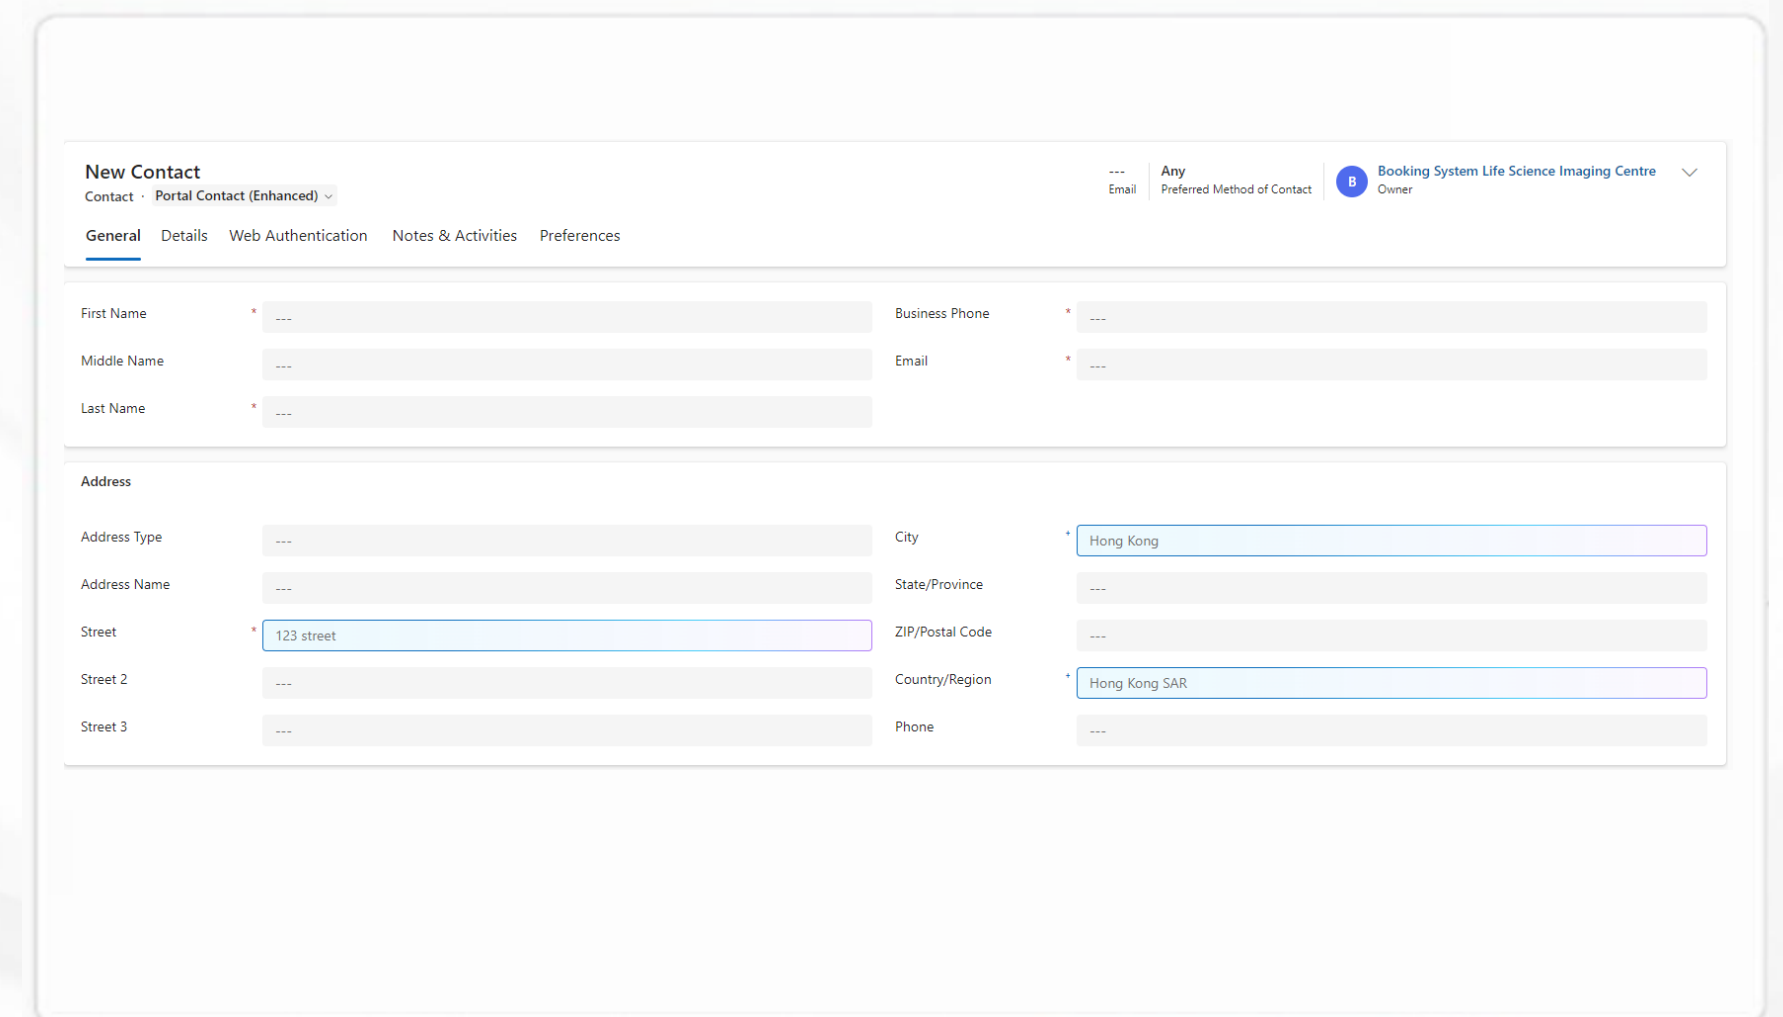 New Contact
Contact · Portal Contact (Enhanced)
--- Any Booking System Life Science Imaging Centre
Email Preferred Method of Contact B Owner
General Details Web Authentication Notes & Activities Preferences
First Name * ---
Middle Name ---
Last Name * ---
Business Phone * ---
Email * ---
Address
Address Type ---
Address Name ---
Street * 123 street
Street 2 ---
Street 3 ---
City + Hong Kong
State/Province ---
ZIP/Postal Code ---
Country/Region + Hong Kong SAR
Phone ---